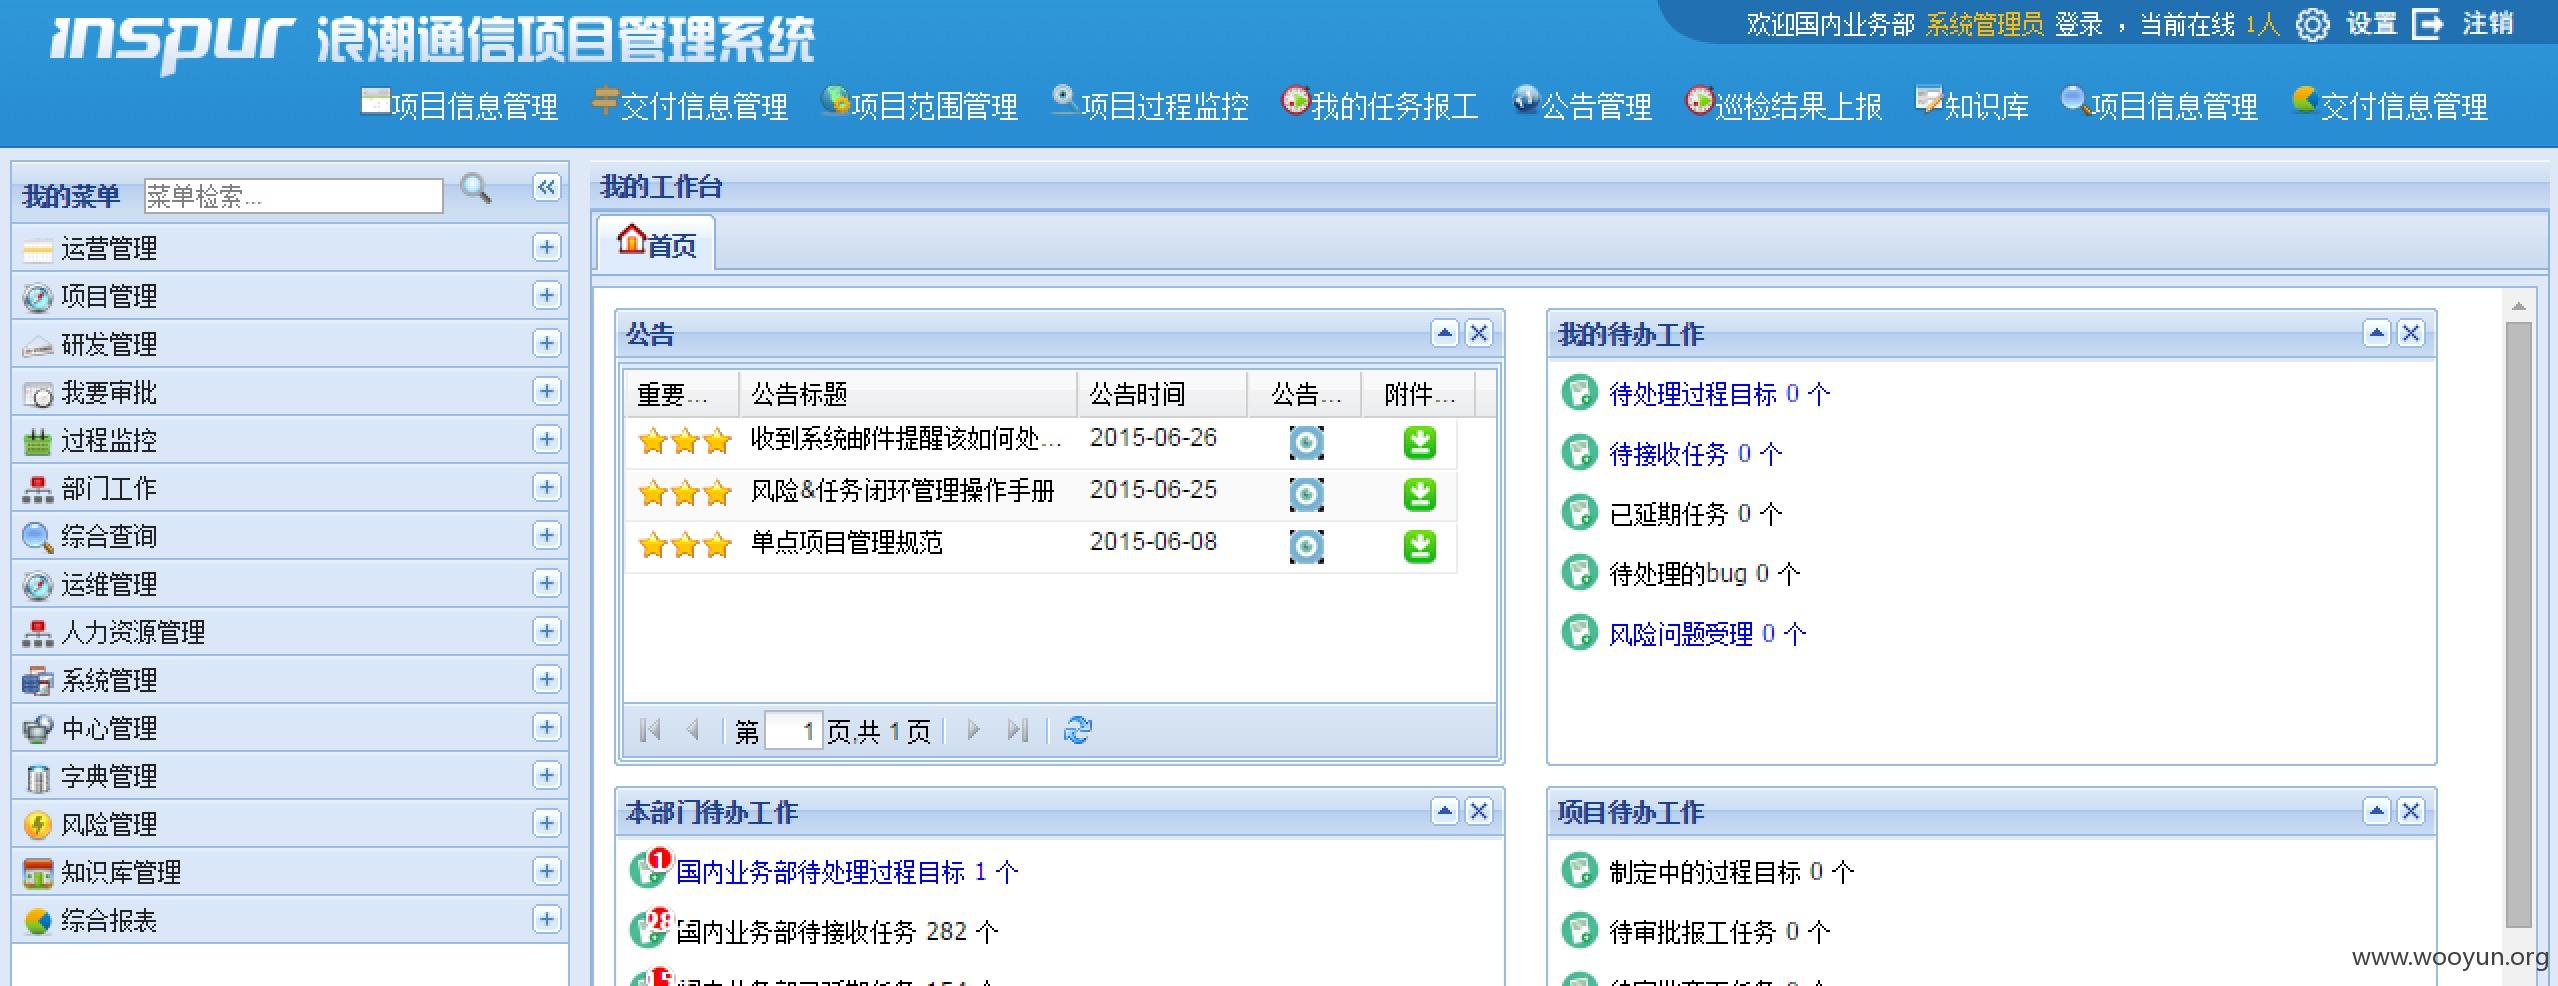 inspur 浪潮通信项目管理系统
欢迎国内业务部 系统管理员 登录 ，当前在线 1人 设置 注销
项目信息管理 交付信息管理 项目范围管理 项目过程监控 我的任务报工 公告管理 巡检结果上报 知识库 项目信息管理 交付信息管理
我的菜单 菜单检索...
运营管理
项目管理
研发管理
我要审批
过程监控
部门工作
综合查询
运维管理
人力资源管理
系统管理
中心管理
字典管理
风险管理
知识库管理
综合报表
我的工作台
首页
公告
重要... 公告标题 公告时间 公告... 附件...
收到系统邮件提醒该如何处... 2015-06-26
风险&任务闭环管理操作手册 2015-06-25
单点项目管理规范 2015-06-08
第 1 页,共 1 页
我的待办工作
待处理过程目标 0 个
待接收任务 0 个
已延期任务 0 个
待处理的bug 0 个
风险问题受理 0 个
本部门待办工作
1 国内业务部待处理过程目标 1 个
28 国内业务部待接收任务 282 个
项目待办工作
制定中的过程目标 0 个
待审批报工任务 0 个
www.wooyun.org